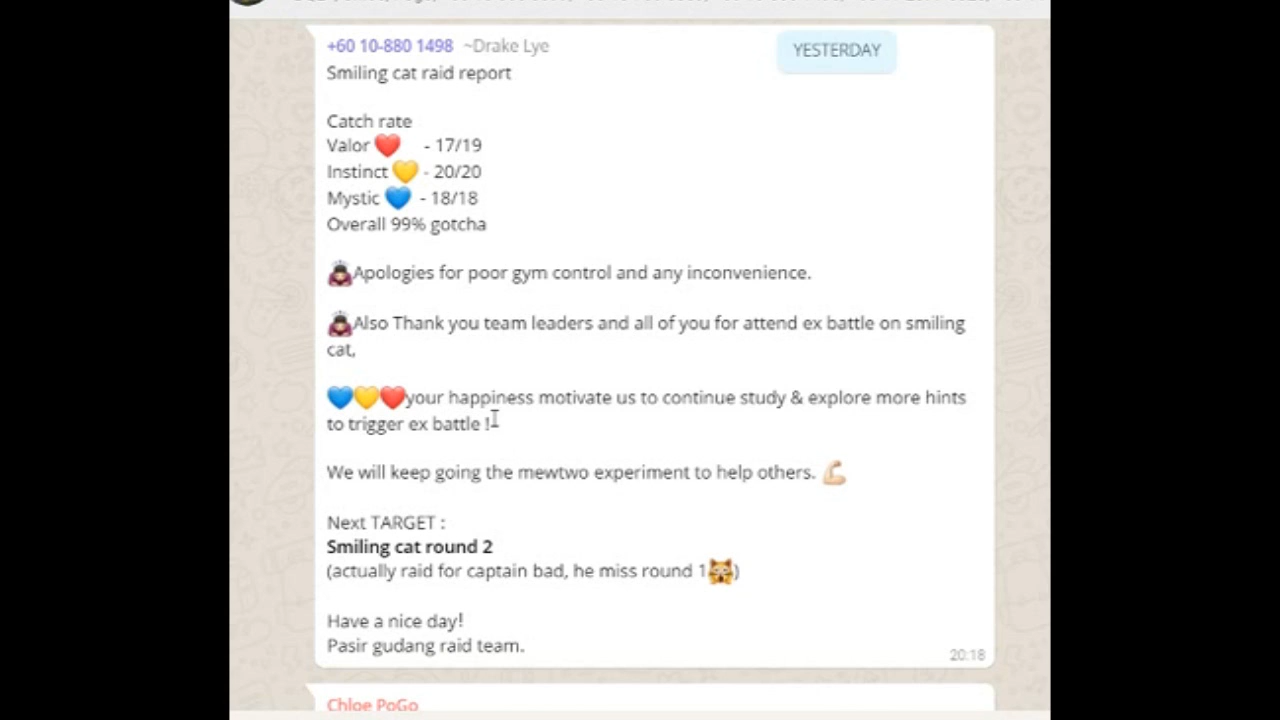 +60 10-880 1498 ~Drake Lye
YESTERDAY
Smiling cat raid report
Catch rate
Valor ❤️ - 17/19
Instinct 💛 - 20/20
Mystic 💙 - 18/18
Overall 99% gotcha
🙇Apologies for poor gym control and any inconvenience.
🙇Also Thank you team leaders and all of you for attend ex battle on smiling
cat,
💙💛❤️your happiness motivate us to continue study & explore more hints
to trigger ex battle !
We will keep going the mewtwo experiment to help others. 💪🏻
Next TARGET :
Smiling cat round 2
(actually raid for captain bad, he miss round 1🙀)
Have a nice day!
Pasir gudang raid team.
20:18
Chloe PoGo